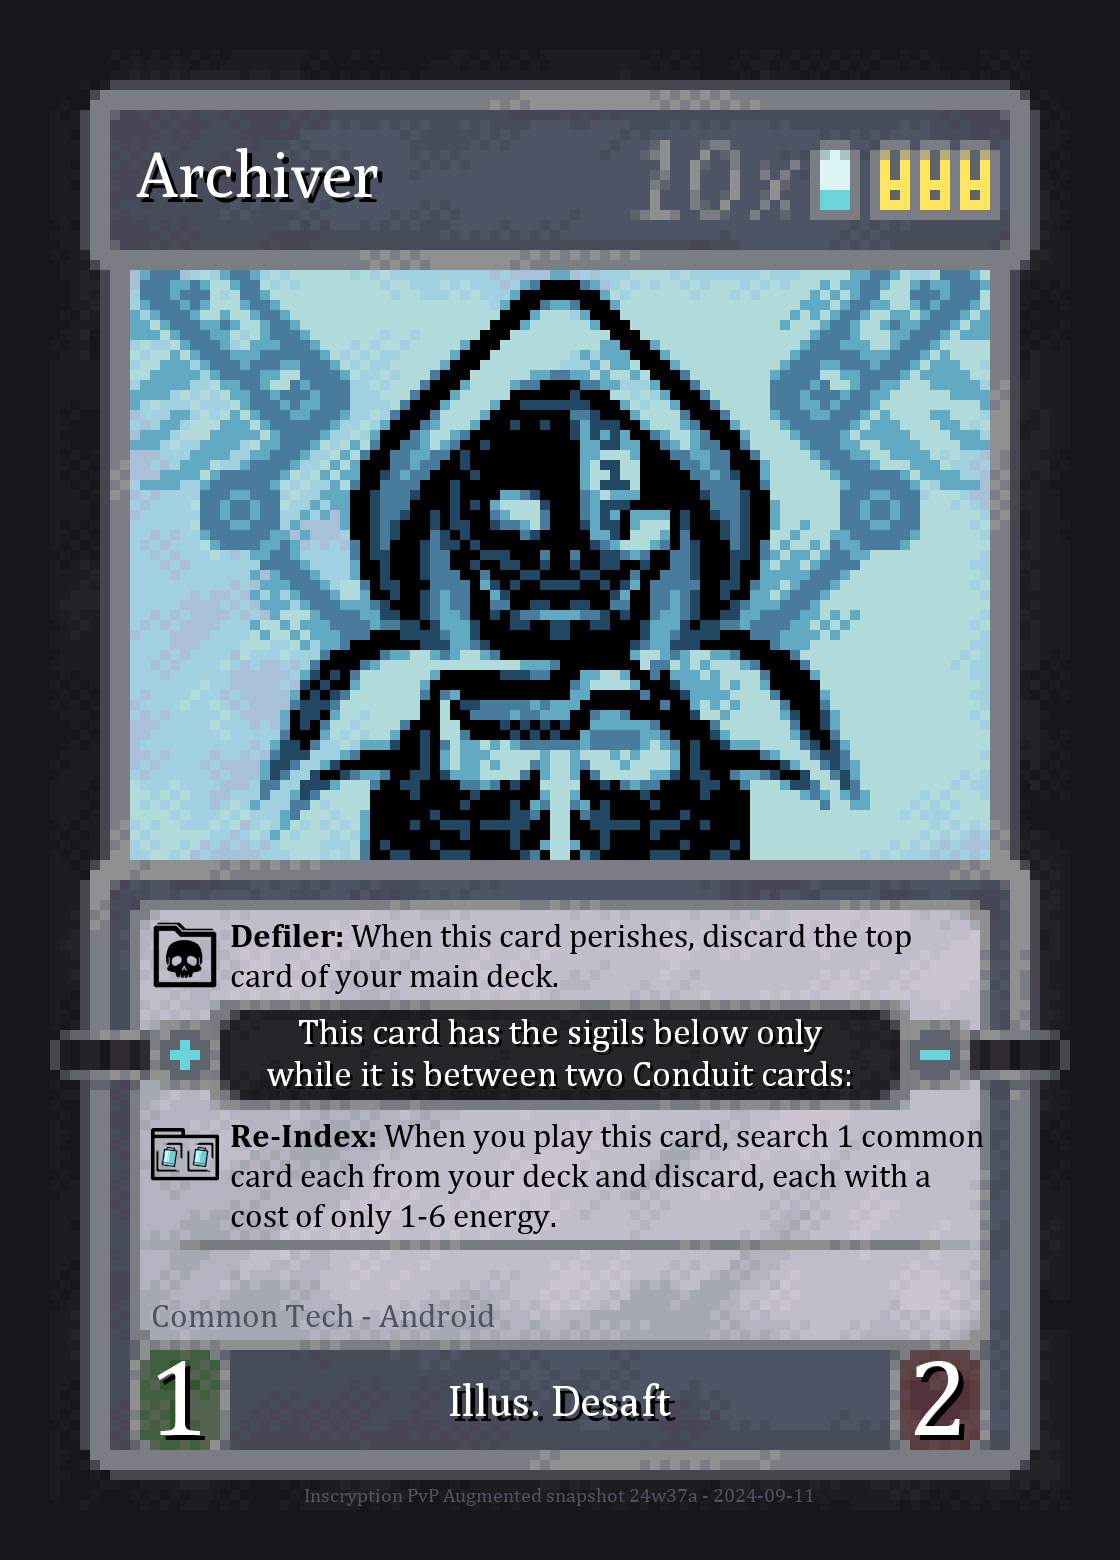 Archiver
10x
Defiler: When this card perishes, discard the top
card of your main deck.
This card has the sigils below only
while it is between two Conduit cards:
Re-Index: When you play this card, search 1 common
card each from your deck and discard, each with a
cost of only 1-6 energy.
Common Tech - Android
1
Illus. Desaft
2
Inscryption PvP Augmented snapshot 24w37a - 2024-09-11